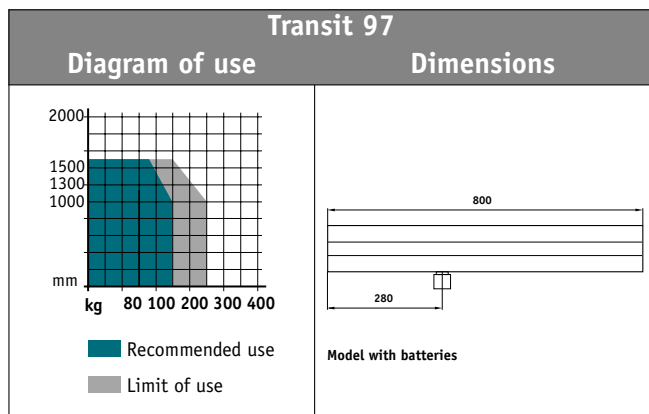 Transit 97
Diagram of use
Dimensions
2000
1500
1300
1000
mm
kg 80 100 200 300 400
Recommended use
Limit of use
800
280
Model with batteries